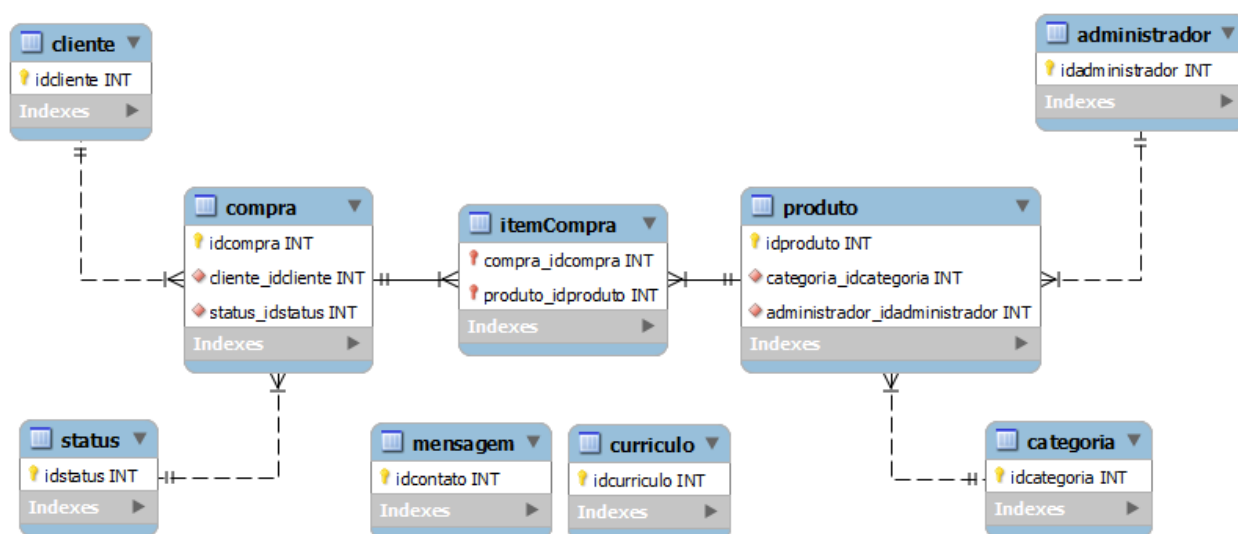 cliente
idcliente INT
Indexes
administrador
idadministrador INT
Indexes
compra
idcompra INT
cliente_idcliente INT
status_idstatus INT
Indexes
itemCompra
compra_idcompra INT
produto_idproduto INT
Indexes
produto
idproduto INT
categoria_idcategoria INT
administrador_idadministrador INT
Indexes
status
idstatus INT
Indexes
mensagem
idcontato INT
Indexes
curriculo
idcurriculo INT
Indexes
categoria
idcategoria INT
Indexes